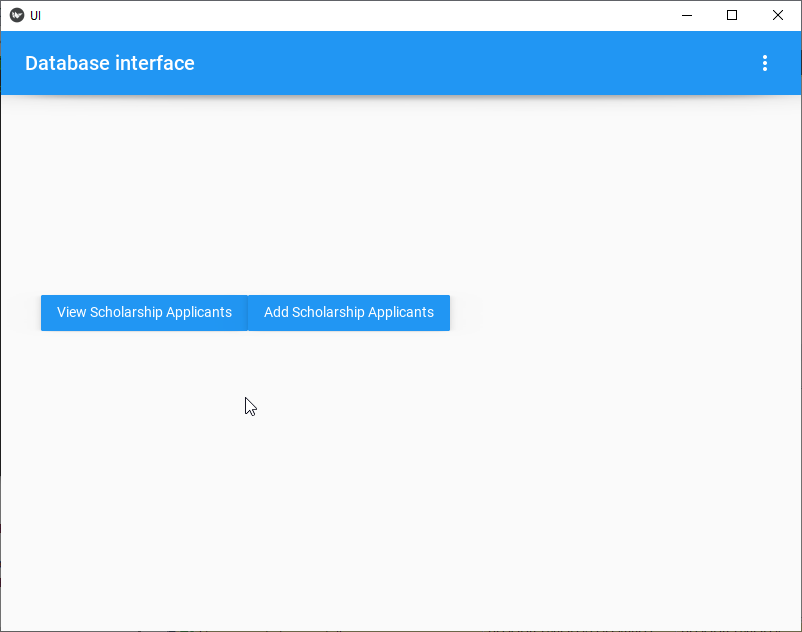 UI
Database interface
View Scholarship Applicants Add Scholarship Applicants